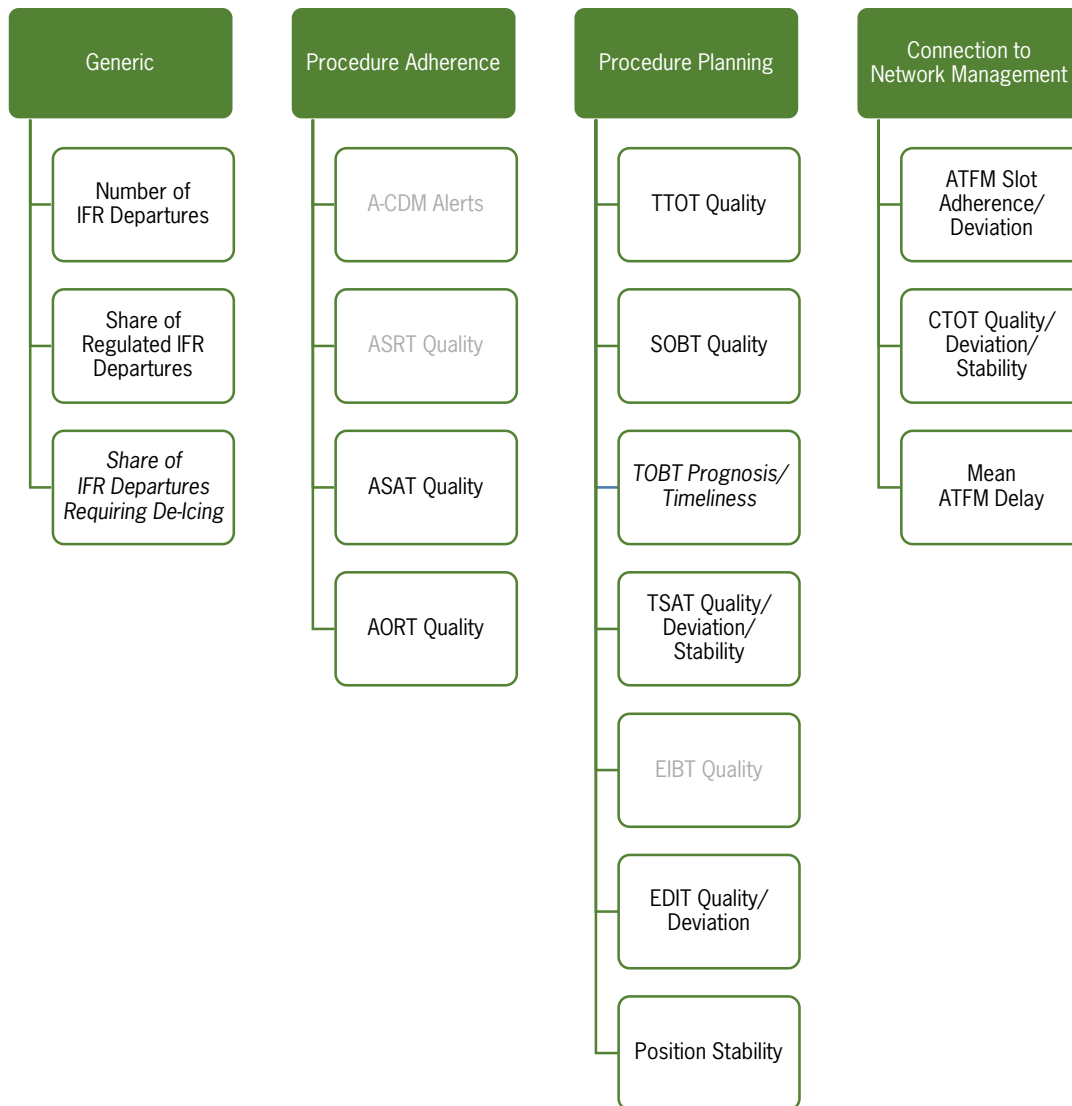 Generic
Number of
IFR Departures
Share of
Regulated IFR
Departures
Share of
IFR Departures
Requiring De-Icing
Procedure Adherence
A-CDM Alerts
ASRT Quality
ASAT Quality
AORT Quality
Procedure Planning
TTOT Quality
SOBT Quality
TOBT Prognosis/
Timeliness
TSAT Quality/
Deviation/
Stability
EIBT Quality
EDIT Quality/
Deviation
Position Stability
Connection to
Network Management
ATFM Slot
Adherence/
Deviation
CTOT Quality/
Deviation/
Stability
Mean
ATFM Delay